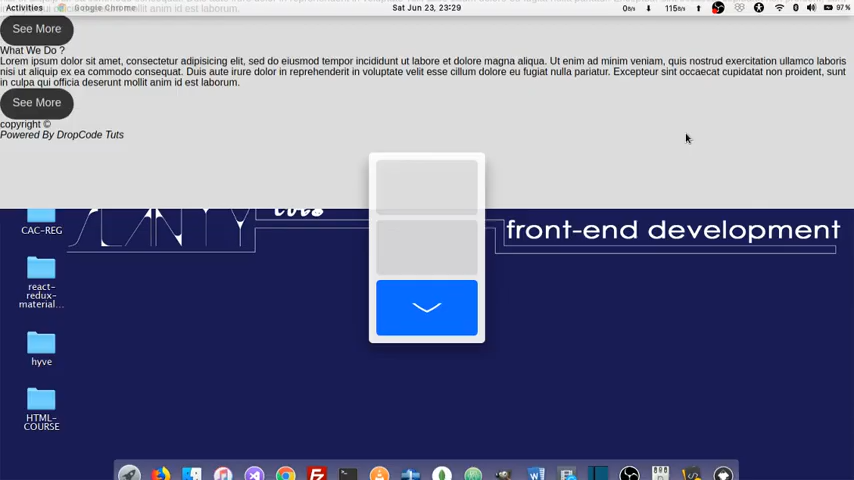 Activities Google Chrome Sat Jun 23, 23:29 0% 115% 97%
See More
What We Do ?
Lorem ipsum dolor sit amet, consectetur adipisicing elit, sed do eiusmod tempor incididunt ut labore et dolore magna aliqua. Ut enim ad minim veniam, quis nostrud exercitation ullamco laboris
nisi ut aliquip ex ea commodo consequat. Duis aute irure dolor in reprehenderit in voluptate velit esse cillum dolore eu fugiat nulla pariatur. Excepteur sint occaecat cupidatat non proident, sunt
in culpa qui officia deserunt mollit anim id est laborum.
See More
copyright ©
Powered By DropCode Tuts
front-end development
CAC-REG
react-
redux-
material...
hyve
HTML-
COURSE